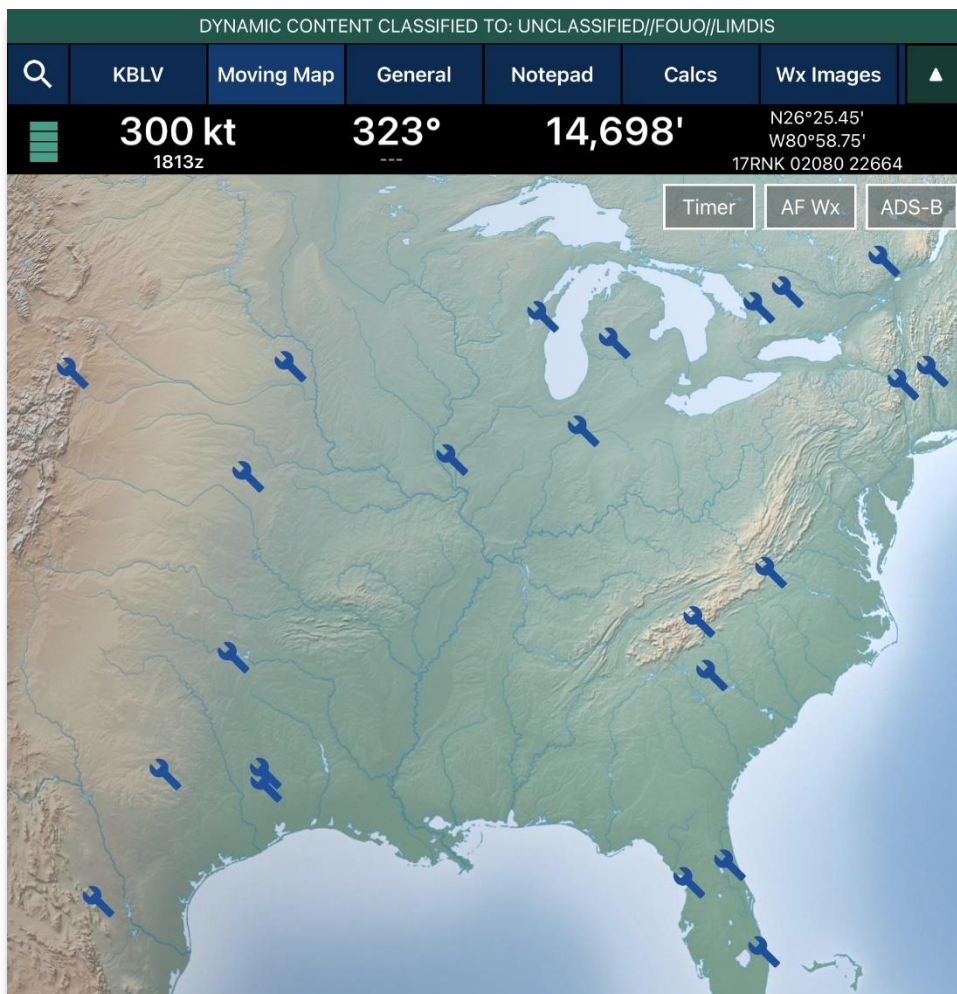 DYNAMIC CONTENT CLASSIFIED TO: UNCLASSIFIED//FOUO//LIMDIS
KBLV Moving Map General Notepad Calcs Wx Images ▲
300 kt 323° 14,698'
1813z ---
N26°25.45'
W80°58.75'
17RNK 02080 22664
Timer AF Wx ADS-B